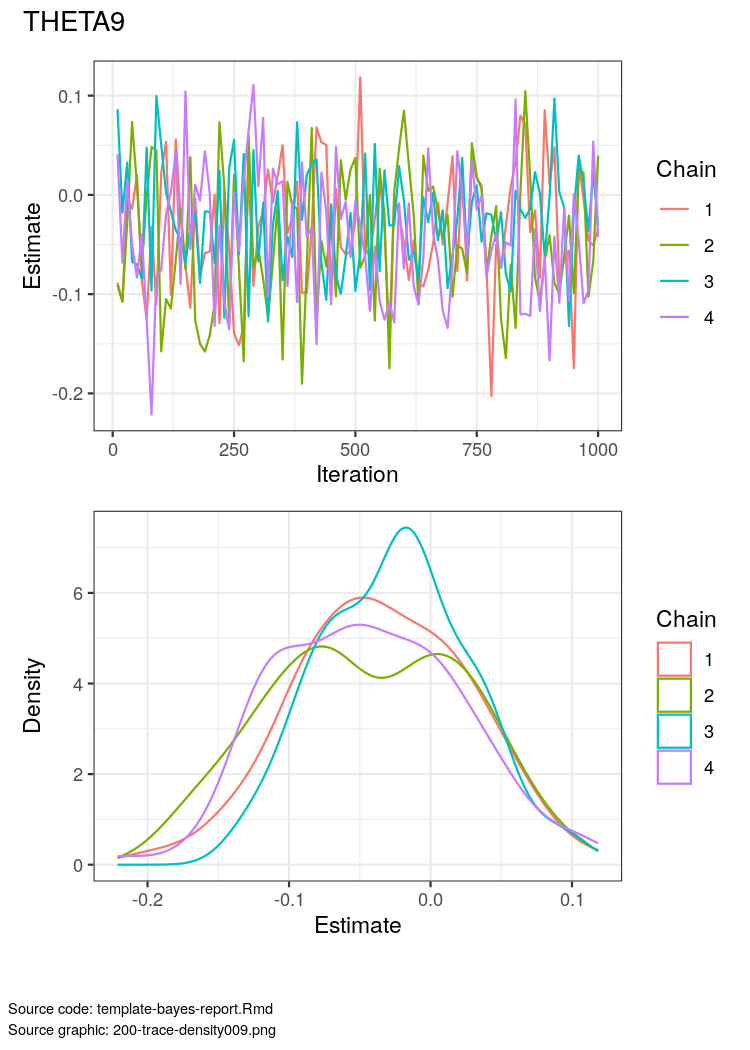 THETA9
0.1
0.0
-0.1
-0.2
Estimate
0 250 500 750 1000
Iteration
Chain
1
2
3
4
6
4
2
0
Density
-0.2 -0.1 0.0 0.1
Estimate
Chain
1
2
3
4
Source code: template-bayes-report.Rmd
Source graphic: 200-trace-density009.png